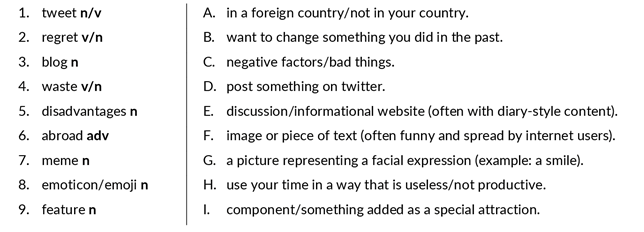 1. tweet n/v
2. regret v/n
3. blog n
4. waste v/n
5. disadvantages n
6. abroad adv
7. meme n
8. emoticon/emoji n
9. feature n
A. in a foreign country/not in your country.
B. want to change something you did in the past.
C. negative factors/bad things.
D. post something on twitter.
E. discussion/informational website (often with diary-style content).
F. image or piece of text (often funny and spread by internet users).
G. a picture representing a facial expression (example: a smile).
H. use your time in a way that is useless/not productive.
I. component/something added as a special attraction.